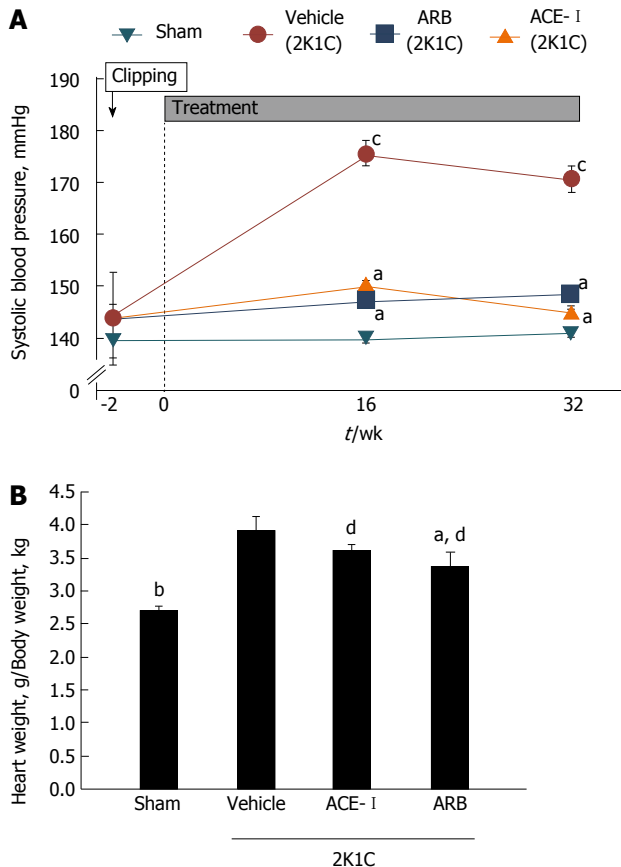 A
Sham
Vehicle
(2K1C)
ARB
(2K1C)
ACE- I
(2K1C)
Systolic blood pressure, mmHg
190
180
170
160
150
140
0
Clipping
Treatment
c
c
a
a
a
a
-2
0
16
32
t/wk
B
Heart weight, g/Body weight, kg
4.5
4.0
3.5
3.0
2.5
2.0
1.5
1.0
0.5
0.0
b
d
a, d
Sham
Vehicle
ACE- I
ARB
2K1C